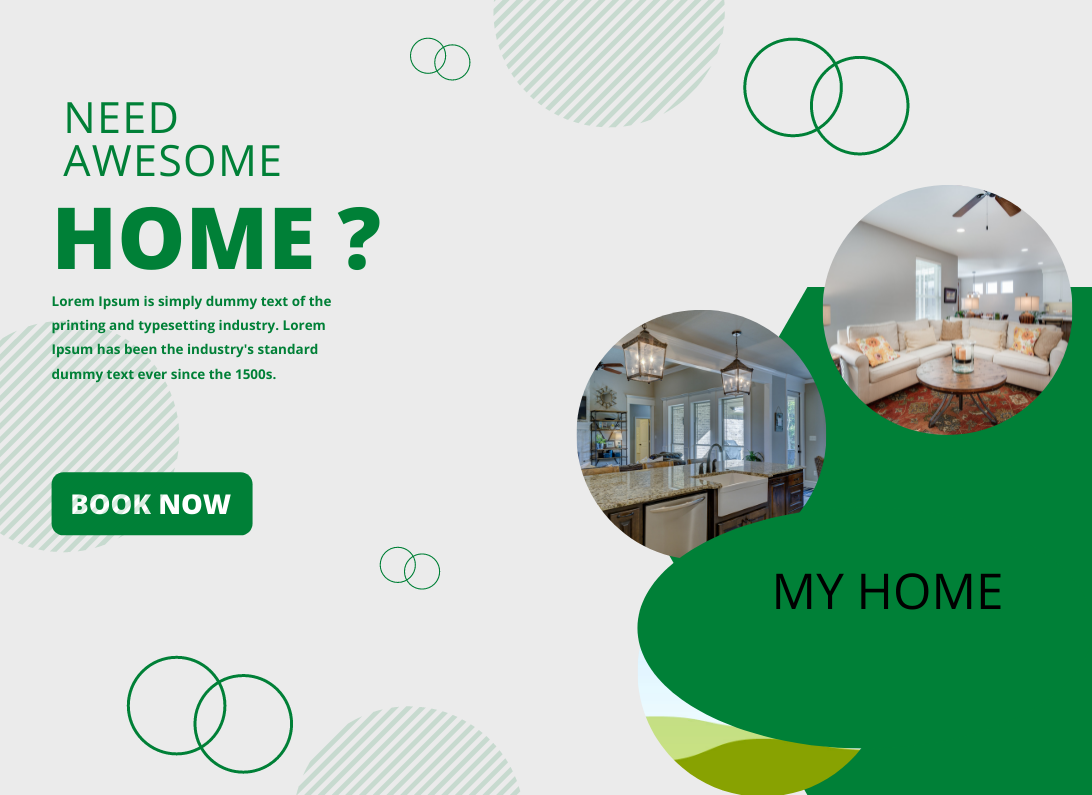 NEED
AWESOME
HOME ?
Lorem Ipsum is simply dummy text of the
printing and typesetting industry. Lorem
Ipsum has been the industry's standard
dummy text ever since the 1500s.
BOOK NOW
MY HOME